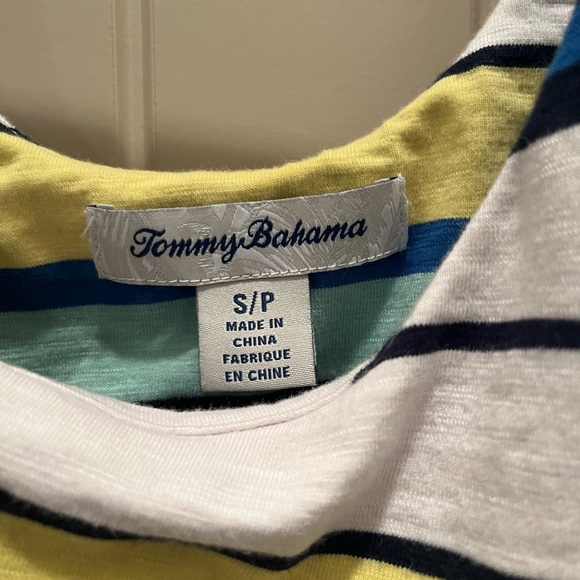 Tommy Bahama
S/P
MADE IN
CHINA
FABRIQUE
EN CHINE